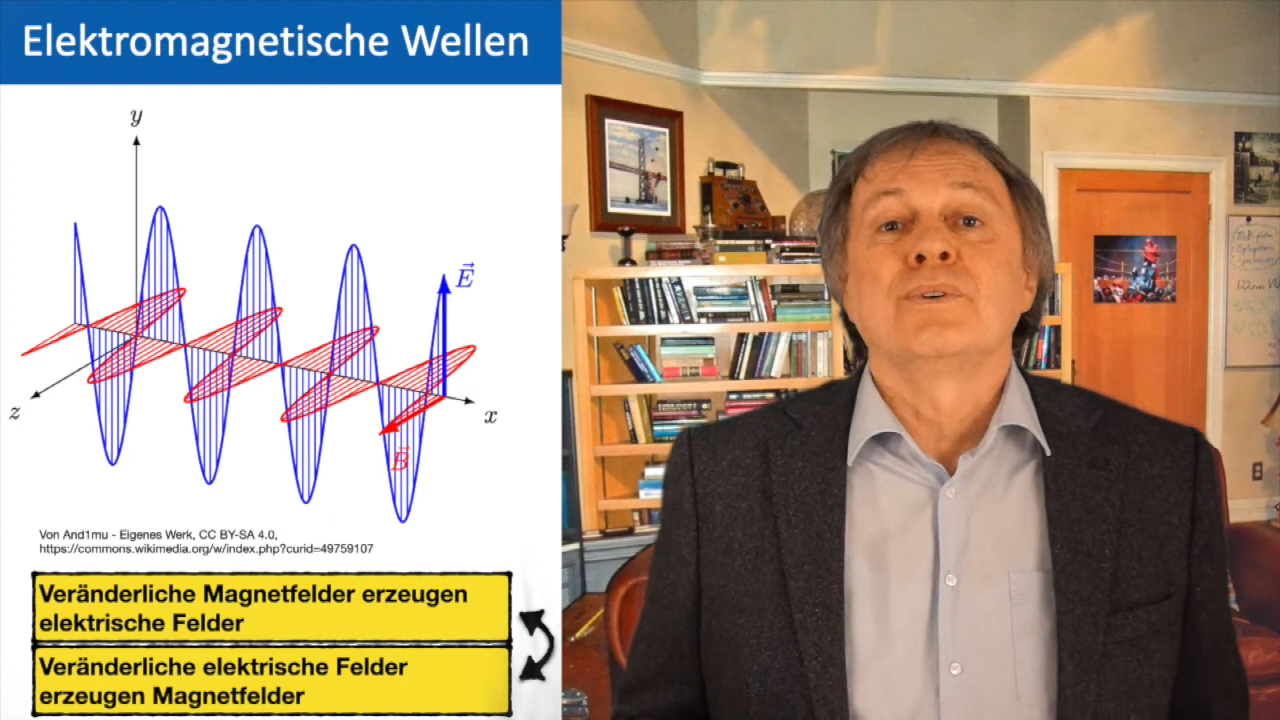 Elektromagnetische Wellen
y
E
z
x
B
Von And1mu - Eigenes Werk, CC BY-SA 4.0,
https://commons.wikimedia.org/w/index.php?curid=49759107
Veränderliche Magnetfelder erzeugen
elektrische Felder
Veränderliche elektrische Felder
erzeugen Magnetfelder